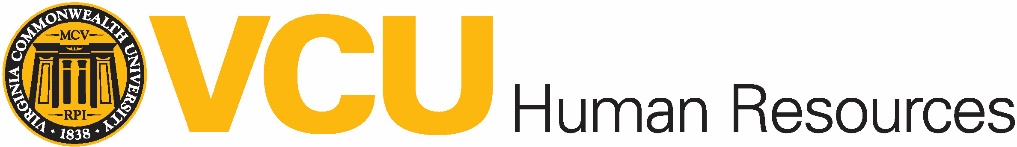 VIRGINIA COMMONWEALTH UNIVERSITY
MCV
RPI
· 1838 ·
VCU Human Resources